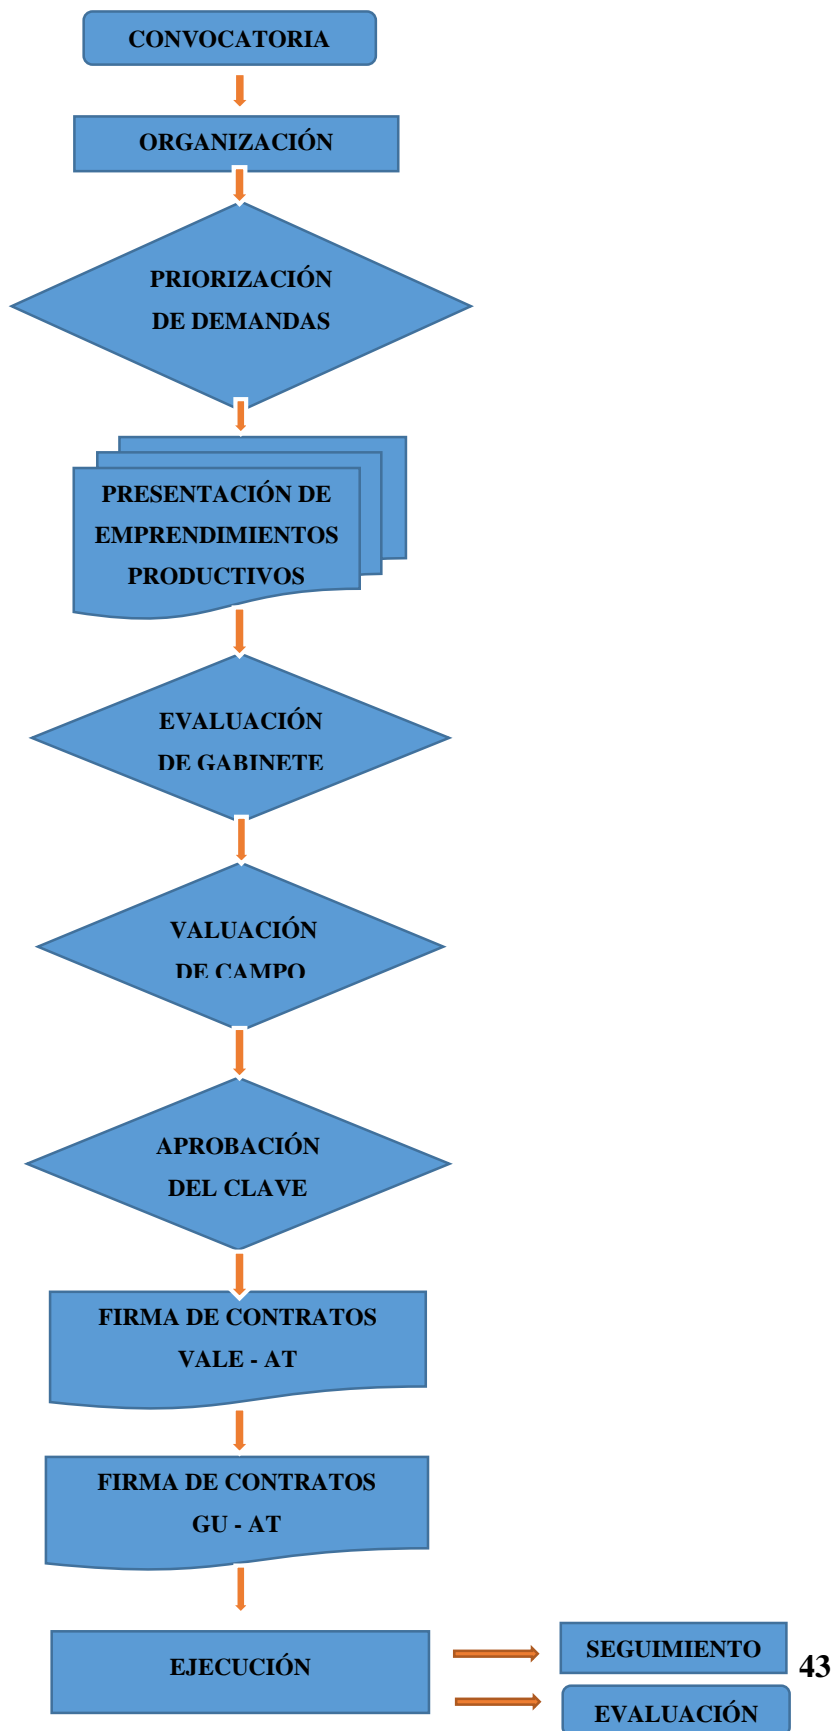 CONVOCATORIA
ORGANIZACIÓN
PRIORIZACIÓN
DE DEMANDAS
PRESENTACIÓN DE
EMPRENDIMIENTOS
PRODUCTIVOS
EVALUACIÓN
DE GABINETE
VALUACIÓN
DE CAMPO
APROBACIÓN
DEL CLAVE
FIRMA DE CONTRATOS
VALE - AT
FIRMA DE CONTRATOS
GU - AT
EJECUCIÓN
SEGUIMIENTO
43
EVALUACIÓN